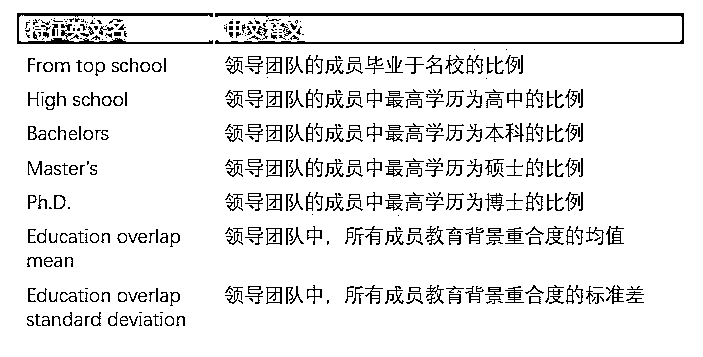 特征英文名 中文释义
From top school 领导团队的成员毕业于名校的比例
High school 领导团队的成员中最高学历为高中的比例
Bachelors 领导团队的成员中最高学历为本科的比例
Master's 领导团队的成员中最高学历为硕士的比例
Ph.D. 领导团队的成员中最高学历为博士的比例
Education overlap 领导团队中，所有成员教育背景重合度的均值
mean
Education overlap 领导团队中，所有成员教育背景重合度的标准差
standard deviation